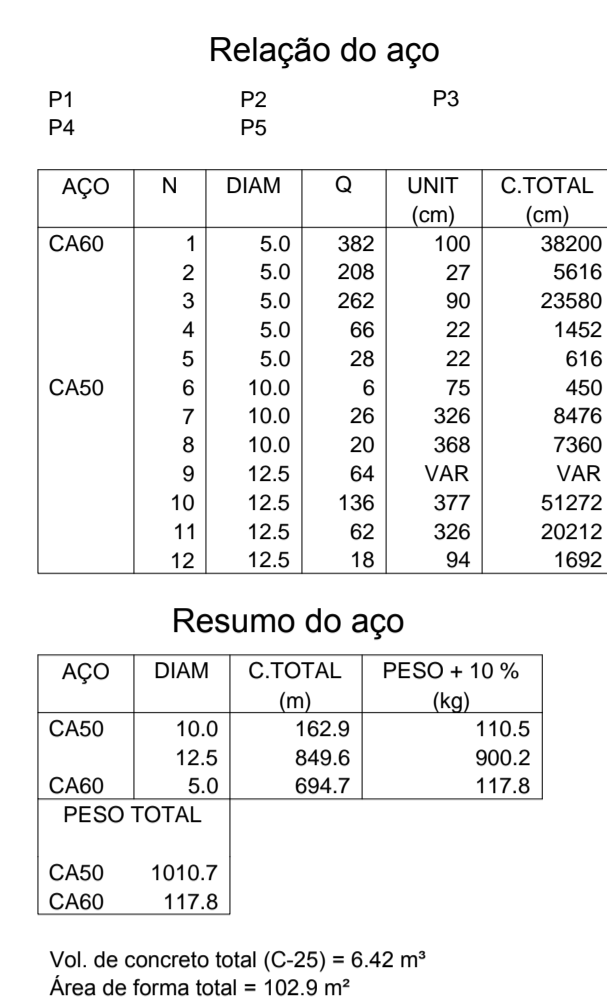 Relação do aço
P1 P2 P3
P4 P5
AÇO N DIAM Q UNIT C.TOTAL
(cm) (cm)
CA60 1 5.0 382 100 38200
2 5.0 208 27 5616
3 5.0 262 90 23580
4 5.0 66 22 1452
5 5.0 28 22 616
CA50 6 10.0 6 75 450
7 10.0 26 326 8476
8 10.0 20 368 7360
9 12.5 64 VAR VAR
10 12.5 136 377 51272
11 12.5 62 326 20212
12 12.5 18 94 1692
Resumo do aço
AÇO DIAM C.TOTAL PESO + 10 %
(m) (kg)
CA50 10.0 162.9 110.5
12.5 849.6 900.2
CA60 5.0 694.7 117.8
PESO TOTAL
CA50 1010.7
CA60 117.8
Vol. de concreto total (C-25) = 6.42 m³
Área de forma total = 102.9 m²